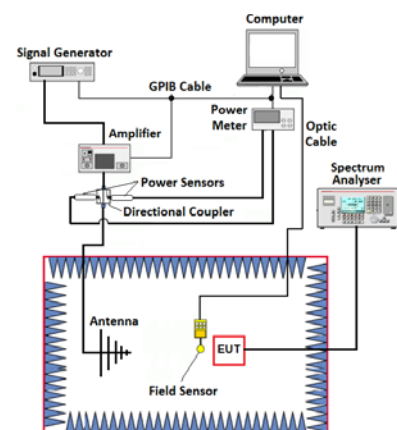 Computer
Signal Generator
GPIB Cable
Power
Meter
Optic
Cable
Amplifier
Spectrum
Analyser
Power Sensors
Directional Coupler
Antenna
EUT
Field Sensor